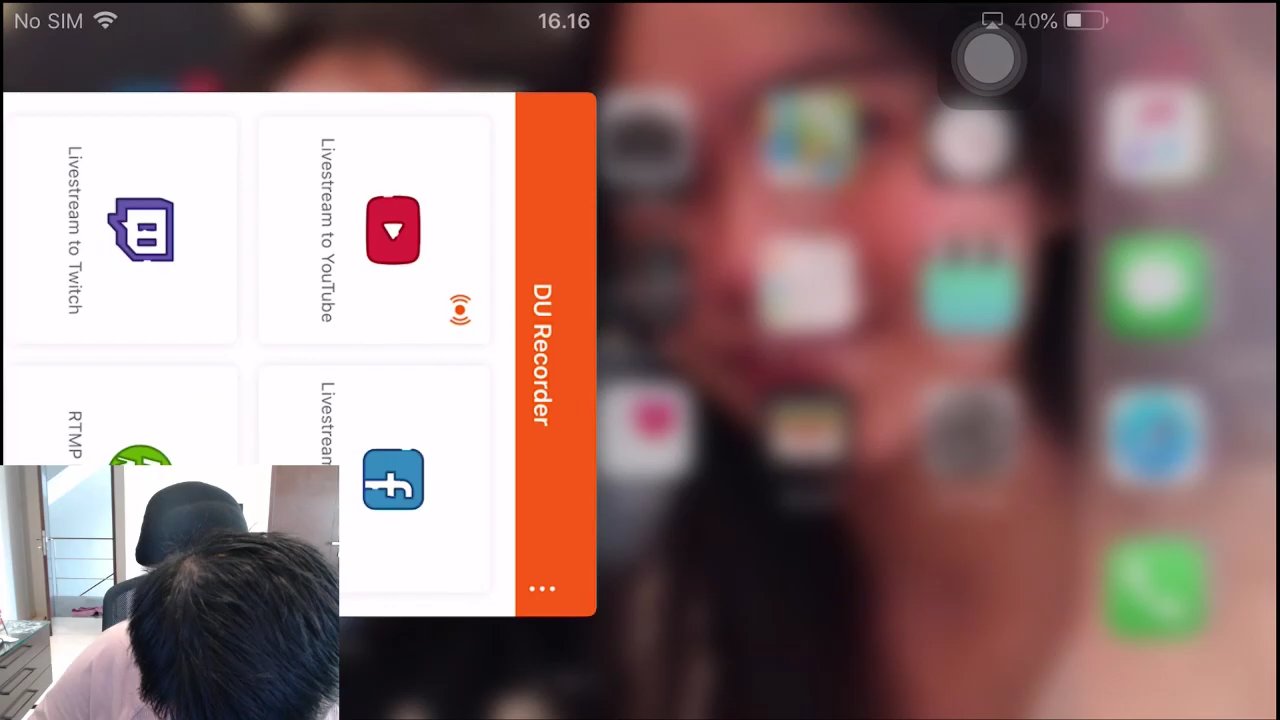 No SIM
16.16
40%
DU Recorder
Livestream to YouTube
Livestream
Livestream to Twitch
RTMP